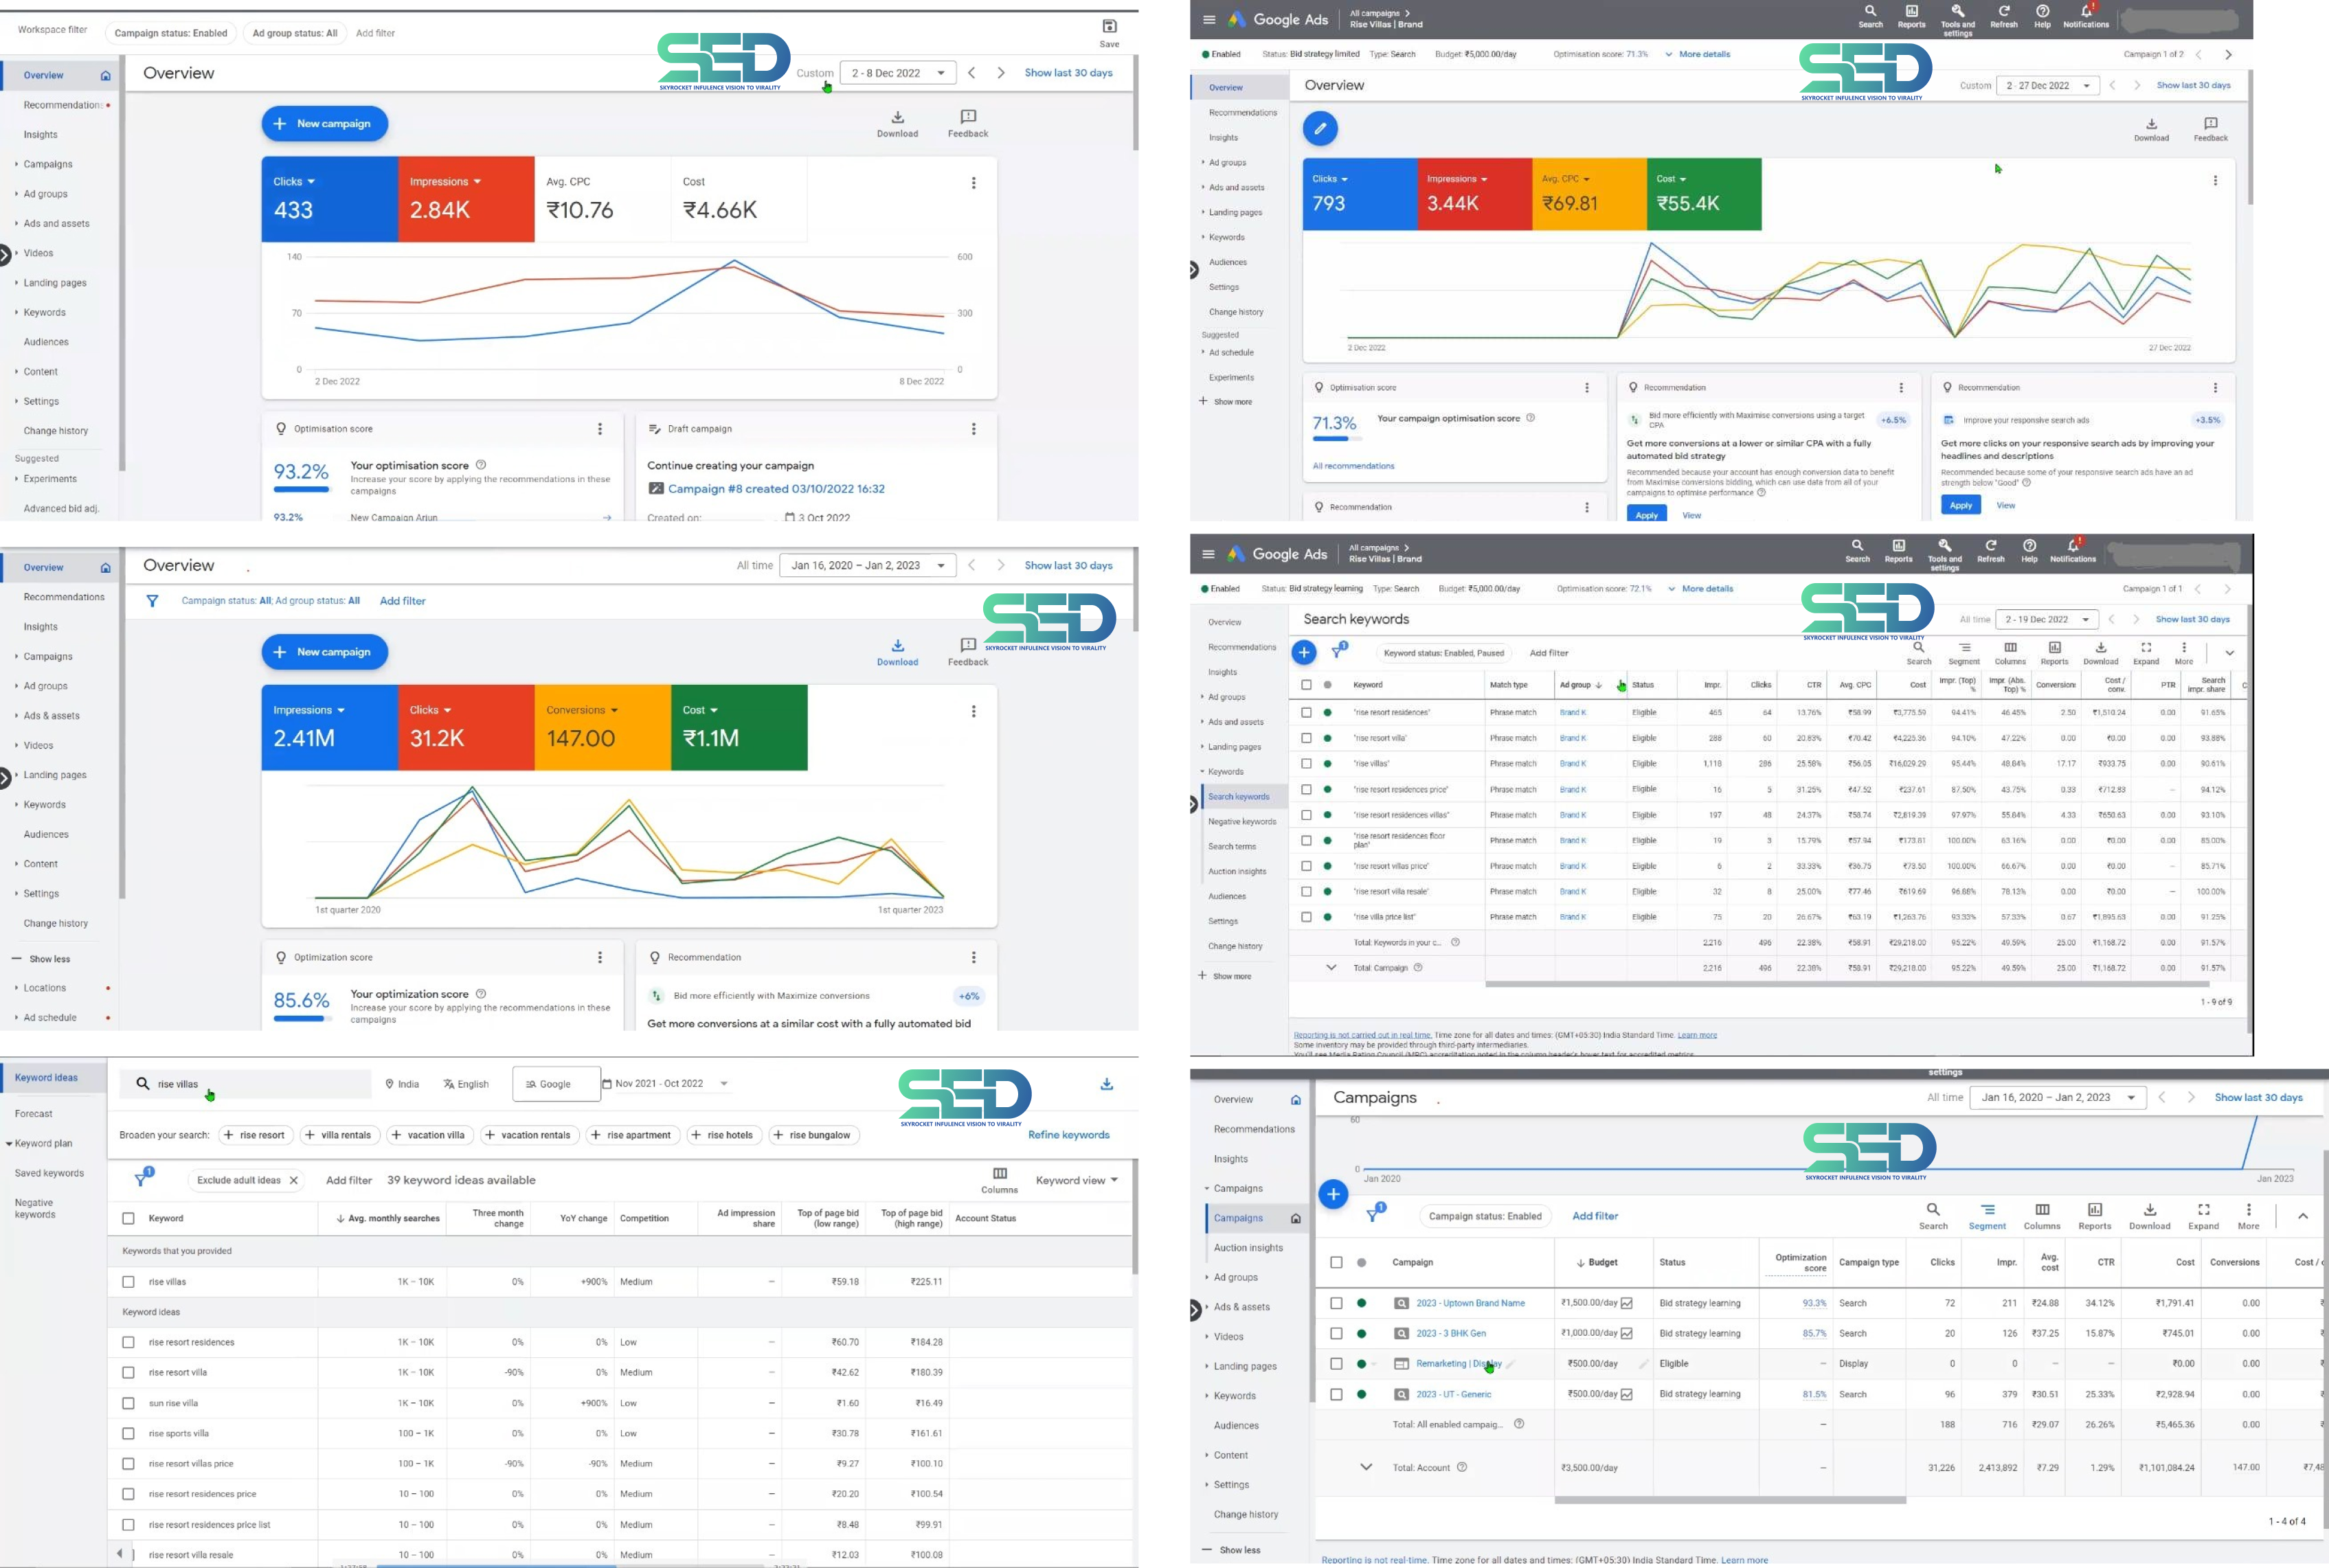 Workspace filter
Campaign status: Enabled
Ad group status: All
Add filter
Save
Overview
Recommendations
Insights
Campaigns
Ad groups
Ads and assets
Videos
Landing pages
Keywords
Audiences
Content
Settings
Change history
Suggested
Experiments
Advanced bid adj.
Overview
SED
SKYROCKET INFULENCE VISION TO VIRALITY
Custom
2 - 8 Dec 2022
Show last 30 days
New campaign
Download
Feedback
Clicks
433
Impressions
2.84K
Avg. CPC
₹10.76
Cost
₹4.66K
140
70
0
600
300
0
2 Dec 2022
8 Dec 2022
Optimisation score
93.2%
Your optimisation score
Increase your score by applying the recommendations in these
campaigns
93.2%
New Campaign Arjun
Draft campaign
Continue creating your campaign
Campaign #8 created 03/10/2022 16:32
Created on:
3 Oct 2022
Google Ads
All campaigns
Rise Villas | Brand
Search
Reports
Tools and
settings
Refresh
Help
Notifications
Enabled
Status: Bid strategy limited
Type: Search
Budget: ₹5,000.00/day
Optimisation score: 71.3%
More details
Campaign 1 of 2
SED
SKYROCKET INFULENCE VISION TO VIRALITY
Overview
Recommendations
Insights
Ad groups
Ads and assets
Landing pages
Keywords
Audiences
Settings
Change history
Suggested
Ad schedule
Experiments
Show more
Overview
Custom
2 - 27 Dec 2022
Show last 30 days
Download
Feedback
Clicks
793
Impressions
3.44K
Avg. CPC
₹69.81
Cost
₹55.4K
2 Dec 2022
27 Dec 2022
Optimisation score
71.3%
Your campaign optimisation score
All recommendations
Recommendation
Recommendation
Bid more efficiently with Maximise conversions using a target
CPA
+6.5%
Get more conversions at a lower or similar CPA with a fully
automated bid strategy
Recommended because your account has enough conversion data to benefit
from Maximise conversions bidding, which can use data from all of your
campaigns to optimise performance
Apply
View
Recommendation
Improve your responsive search ads
+3.5%
Get more clicks on your responsive search ads by improving your
headlines and descriptions
Recommended because some of your responsive search ads have an ad
strength below "Good"
Apply
View
Overview
Recommendations
Insights
Campaigns
Ad groups
Ads & assets
Videos
Landing pages
Keywords
Audiences
Content
Settings
Change history
Show less
Locations
Ad schedule
Overview
All time
Jan 16, 2020 – Jan 2, 2023
Show last 30 days
Campaign status: All; Ad group status: All
Add filter
SED
SKYROCKET INFULENCE VISION TO VIRALITY
New campaign
Download
Feedback
Impressions
2.41M
Clicks
31.2K
Conversions
147.00
Cost
₹1.1M
1st quarter 2020
1st quarter 2023
Optimization score
85.6%
Your optimization score
Increase your score by applying the recommendations in these
campaigns
Recommendation
Bid more efficiently with Maximize conversions
+6%
Get more conversions at a similar cost with a fully automated bid
Google Ads
All campaigns
Rise Villas | Brand
Search
Reports
Tools and
settings
Refresh
Help
Notifications
Enabled
Status: Bid strategy learning
Type: Search
Budget: ₹5,000.00/day
Optimisation score: 72.1%
More details
Campaign 1 of 1
SED
SKYROCKET INFULENCE VISION TO VIRALITY
Overview
Recommendations
Insights
Ad groups
Ads and assets
Landing pages
Keywords
Search keywords
Negative keywords
Search terms
Auction insights
Audiences
Settings
Change history
Show more
Search keywords
All time
2 - 19 Dec 2022
Show last 30 days
Keyword status: Enabled, Paused
Add filter
Search
Segment
Columns
Reports
Download
Expand
More
Keyword Match type Ad group Status Impr. Clicks CTR Avg. CPC Cost Impr. (Top) % Impr. (Abs. Top) % Conversions Cost / conv. PTR Search impr. share C
"rise resort residences" Phrase match Brand K Eligible 465 64 13.76% ₹58.99 ₹3,775.59 94.41% 46.45% 2.50 ₹1,510.24 0.00 91.65%
"rise resort villa" Phrase match Brand K Eligible 288 60 20.83% ₹70.42 ₹4,225.36 94.10% 47.22% 0.00 ₹0.00 0.00 93.88%
"rise villas" Phrase match Brand K Eligible 1,118 286 25.58% ₹56.05 ₹16,029.29 95.44% 48.84% 17.17 ₹933.75 0.00 90.61%
"rise resort residences price" Phrase match Brand K Eligible 16 5 31.25% ₹47.52 ₹237.61 87.50% 43.75% 0.33 ₹712.83 – 94.12%
"rise resort residences villas" Phrase match Brand K Eligible 197 48 24.37% ₹58.74 ₹2,819.39 97.97% 55.84% 4.33 ₹650.63 0.00 93.10%
"rise resort residences floor plan" Phrase match Brand K Eligible 19 3 15.79% ₹57.94 ₹173.81 100.00% 63.16% 0.00 ₹0.00 0.00 85.00%
"rise resort villas price" Phrase match Brand K Eligible 6 2 33.33% ₹36.75 ₹73.50 100.00% 66.67% 0.00 ₹0.00 – 85.71%
"rise resort villa resale" Phrase match Brand K Eligible 32 8 25.00% ₹77.46 ₹619.69 96.88% 78.13% 0.00 ₹0.00 – 100.00%
"rise villa price list" Phrase match Brand K Eligible 75 20 26.67% ₹63.19 ₹1,263.76 93.33% 57.33% 0.67 ₹1,895.63 0.00 91.25%
Total: Keywords in your c... 2,216 496 22.38% ₹58.91 ₹29,218.00 95.22% 49.59% 25.00 ₹1,168.72 0.00 91.57%
Total: Campaign 2,216 496 22.38% ₹58.91 ₹29,218.00 95.22% 49.59% 25.00 ₹1,168.72 0.00 91.57%
1 - 9 of 9
Reporting is not carried out in real time. Time zone for all dates and times: (GMT+05:30) India Standard Time. Learn more
Some inventory may be provided through third-party intermediaries.
You'll see Media Rating Council (MRC) accreditation noted in the column header's hover text for accredited metrics.
Keyword ideas
Forecast
Keyword plan
Saved keywords
Negative
keywords
rise villas
India
English
Google
Nov 2021 - Oct 2022
SED
SKYROCKET INFULENCE VISION TO VIRALITY
Broaden your search:
rise resort
villa rentals
vacation villa
vacation rentals
rise apartment
rise hotels
rise bungalow
Refine keywords
Exclude adult ideas
Add filter
39 keyword ideas available
Columns
Keyword view
Keyword Avg. monthly searches Three month change YoY change Competition Ad impression share Top of page bid (low range) Top of page bid (high range) Account Status
Keywords that you provided
rise villas 1K – 10K 0% +900% Medium – ₹59.18 ₹225.11
Keyword ideas
rise resort residences 1K – 10K 0% 0% Low – ₹60.70 ₹184.28
rise resort villa 1K – 10K -90% 0% Medium – ₹42.62 ₹180.39
sun rise villa 1K – 10K 0% +900% Low – ₹1.60 ₹16.49
rise sports villa 100 – 1K 0% 0% Low – ₹30.78 ₹161.61
rise resort villas price 100 – 1K -90% -90% Medium – ₹9.27 ₹100.10
rise resort residences price 10 – 100 0% 0% Medium – ₹20.20 ₹100.54
rise resort residences price list 10 – 100 0% 0% Medium – ₹8.48 ₹99.91
rise resort villa resale 10 – 100 0% 0% Medium – ₹12.03 ₹100.08
settings
Overview
Recommendations
Insights
Campaigns
Campaigns
Auction insights
Ad groups
Ads & assets
Videos
Landing pages
Keywords
Audiences
Content
Settings
Change history
Show less
Campaigns
All time
Jan 16, 2020 – Jan 2, 2023
Show last 30 days
60
0
Jan 2020
Jan 2023
SED
SKYROCKET INFULENCE VISION TO VIRALITY
Campaign status: Enabled
Add filter
Search
Segment
Columns
Reports
Download
Expand
More
Campaign Budget Status Optimization score Campaign type Clicks Impr. Avg. cost CTR Cost Conversions Cost /
2023 - Uptown Brand Name ₹1,500.00/day Bid strategy learning 93.3% Search 72 211 ₹24.88 34.12% ₹1,791.41 0.00
2023 - 3 BHK Gen ₹1,000.00/day Bid strategy learning 85.7% Search 20 126 ₹37.25 15.87% ₹745.01 0.00
Remarketing | Display ₹500.00/day Eligible – Display 0 0 – – ₹0.00 0.00
2023 - UT - Generic ₹500.00/day Bid strategy learning 81.5% Search 96 379 ₹30.51 25.33% ₹2,928.94 0.00
Total: All enabled campaig... – 188 716 ₹29.07 26.26% ₹5,465.36 0.00
Total: Account ₹3,500.00/day – 31,226 2,413,892 ₹7.29 1.29% ₹1,101,084.24 147.00 ₹7,48
1 - 4 of 4
Reporting is not real-time. Time zone for all dates and times: (GMT+05:30) India Standard Time. Learn more